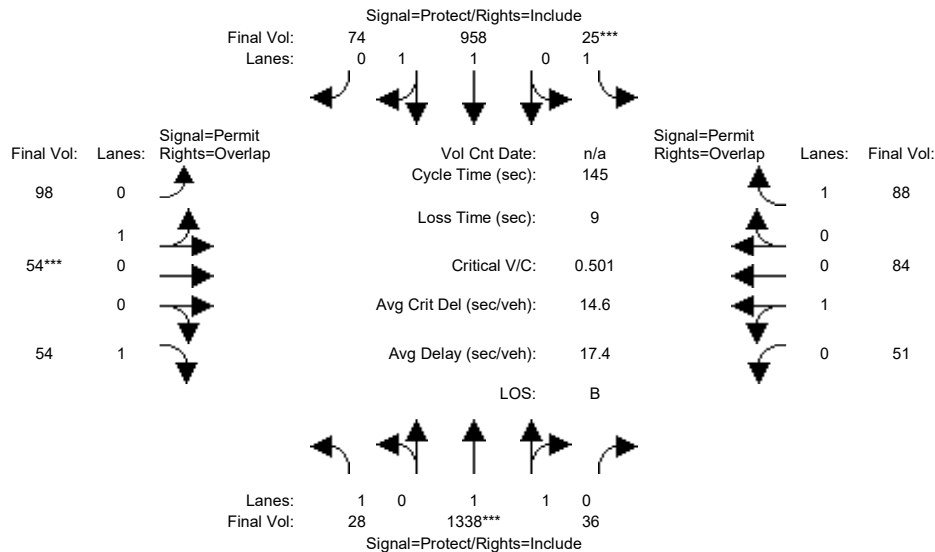 Signal=Protect/Rights=Include
Final Vol: 74 958 25***
Lanes: 0 1 1 0 1
Signal=Permit
Final Vol: Lanes: Rights=Overlap
Vol Cnt Date: n/a
Signal=Permit
Rights=Overlap Lanes: Final Vol:
Cycle Time (sec): 145
98 0
1 88
Loss Time (sec): 9
1
0
54*** 0
Critical V/C: 0.501
0 84
0
Avg Crit Del (sec/veh): 14.6
1
54 1
Avg Delay (sec/veh): 17.4
0 51
LOS: B
Lanes: 1 0 1 1 0
Final Vol: 28 1338*** 36
Signal=Protect/Rights=Include